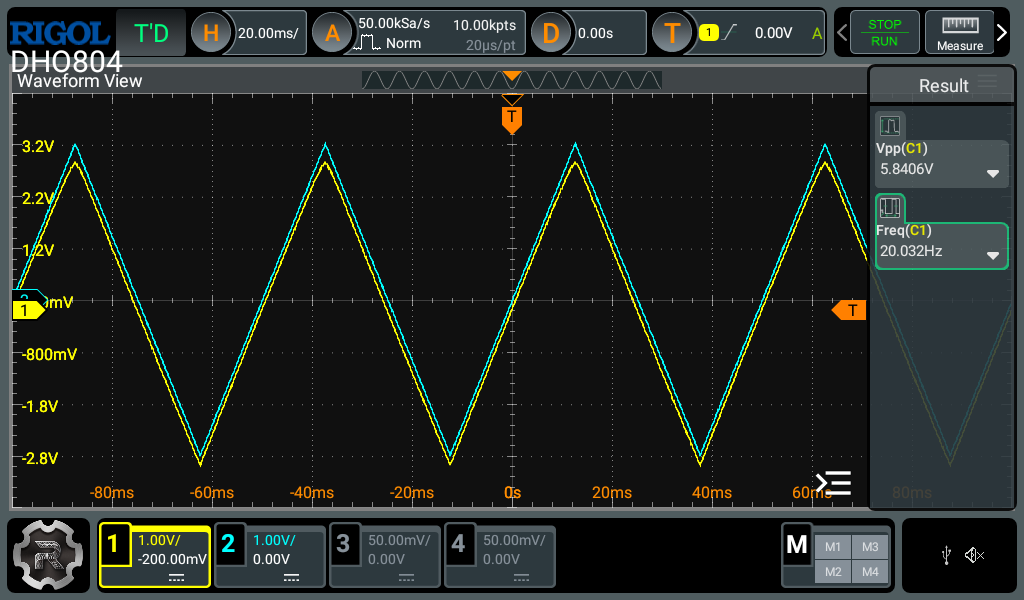 RIGOL
T'D
H
20.00ms/
A
50.00kSa/s
Norm
10.00kpts
20μs/pt
D
0.00s
T
1
0.00V
A
STOP
RUN
Measure
DHO804
Waveform View
T
Result
Vpp(C1)
5.8406V
Freq(C1)
20.032Hz
3.2V
2.2V
1.2V
1
T
-800mV
-1.8V
-2.8V
-80ms
-60ms
-40ms
-20ms
0s
20ms
40ms
60ms
80ms
R
1
1.00V/
-200.00mV
2
1.00V/
0.00V
3
50.00mV/
0.00V
4
50.00mV/
0.00V
M
M1
M3
M2
M4